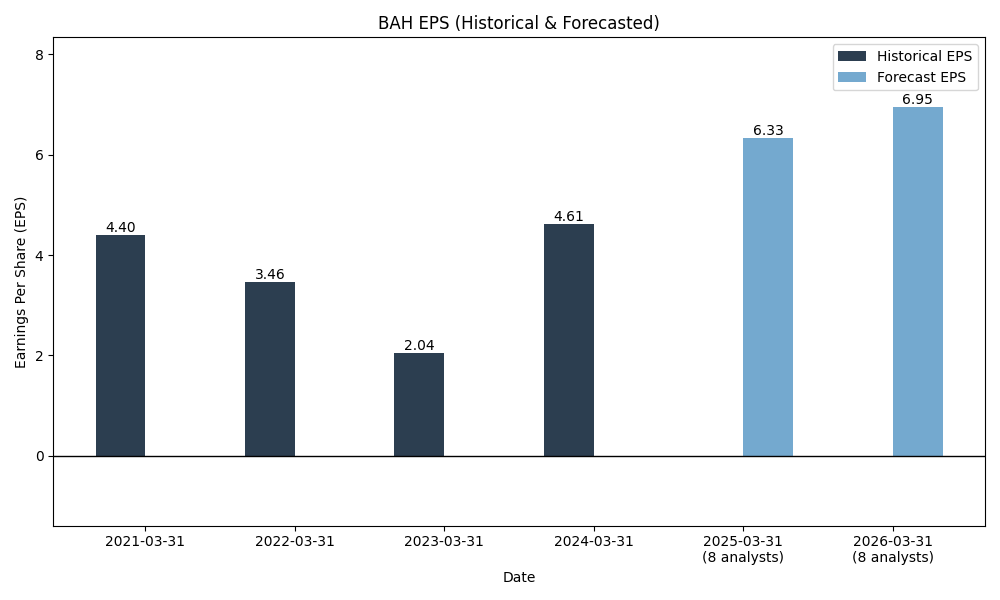 BAH EPS (Historical & Forecasted)
Historical EPS
Forecast EPS
Earnings Per Share (EPS)
8
6
4
2
0
4.40
3.46
2.04
4.61
6.33
6.95
2021-03-31
2022-03-31
2023-03-31
2024-03-31
2025-03-31
(8 analysts)
2026-03-31
(8 analysts)
Date